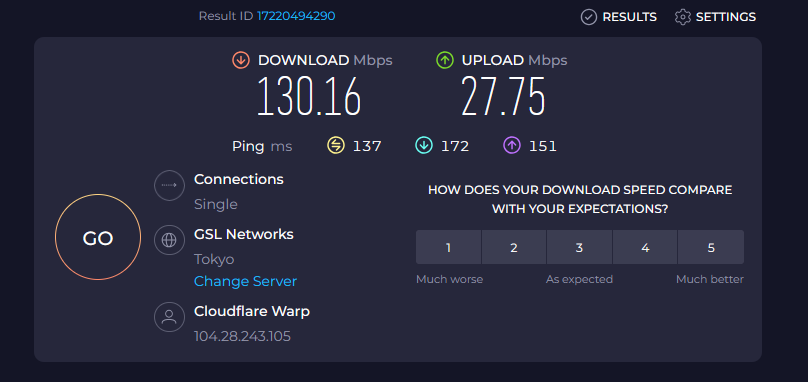 Result ID 17220494290
RESULTS
SETTINGS
DOWNLOAD Mbps
130.16
UPLOAD Mbps
27.75
Ping ms
137
172
151
GO
Connections
Single
GSL Networks
Tokyo
Change Server
Cloudflare Warp
104.28.243.105
HOW DOES YOUR DOWNLOAD SPEED COMPARE
WITH YOUR EXPECTATIONS?
1
2
3
4
5
Much worse
As expected
Much better